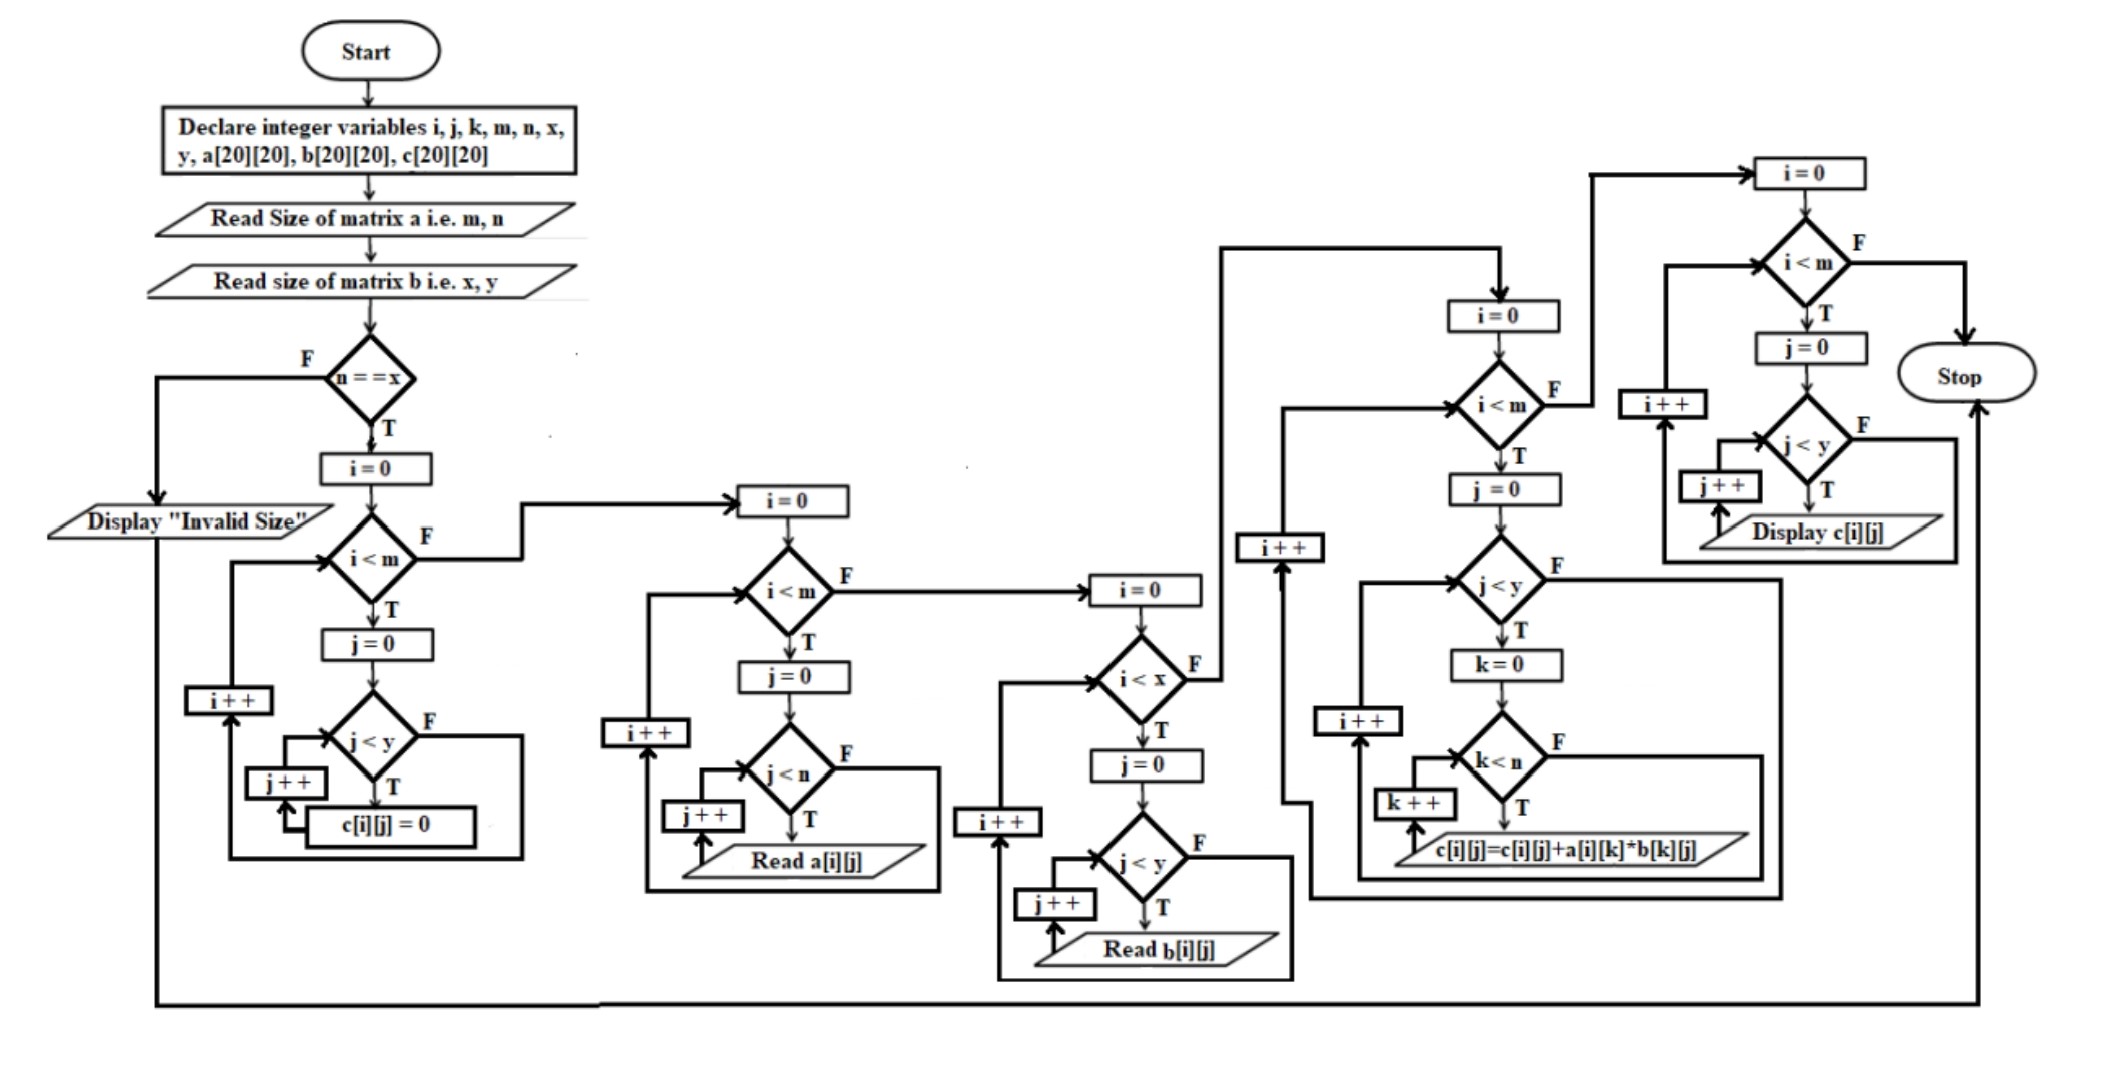 Start
Declare integer variables i, j, k, m, n, x,
y, a[20][20], b[20][20], c[20][20]
Read Size of matrix a i.e. m, n
Read size of matrix b i.e. x, y
F
n = = x
T
i = 0
Display "Invalid Size"
i < m
F
T
j = 0
i + +
j < y
F
j + +
T
c[i][j] = 0
i = 0
i < m
F
T
j = 0
i + +
j < n
F
j + +
T
Read a[i][j]
i = 0
i < x
F
T
j = 0
i + +
j < y
F
j + +
T
Read b[i][j]
i = 0
i < m
F
T
j = 0
i + +
j < y
F
T
k = 0
i + +
k < n
F
k + +
T
c[i][j]=c[i][j]+a[i][k]*b[k][j]
i = 0
i < m
F
T
j = 0
i + +
j < y
F
j + +
T
Display c[i][j]
Stop